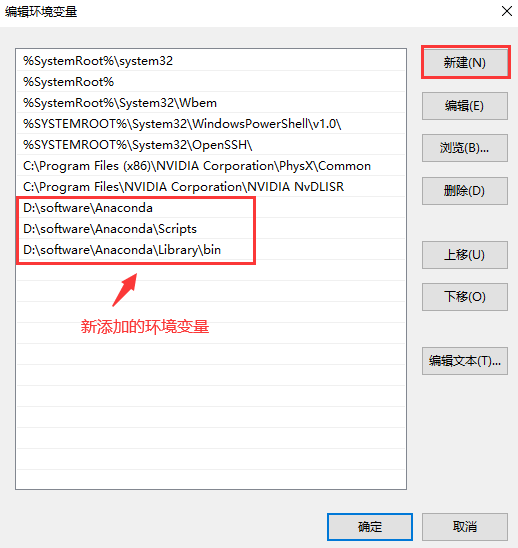 编辑环境变量
%SystemRoot%\system32
%SystemRoot%
%SystemRoot%\System32\Wbem
%SYSTEMROOT%\System32\WindowsPowerShell\v1.0\
%SYSTEMROOT%\System32\OpenSSH\
C:\Program Files (x86)\NVIDIA Corporation\PhysX\Common
C:\Program Files\NVIDIA Corporation\NVIDIA NvDLISR
D:\software\Anaconda
D:\software\Anaconda\Scripts
D:\software\Anaconda\Library\bin
新添加的环境变量
新建(N)
编辑(E)
浏览(B)...
删除(D)
上移(U)
下移(O)
编辑文本(T)...
确定
取消